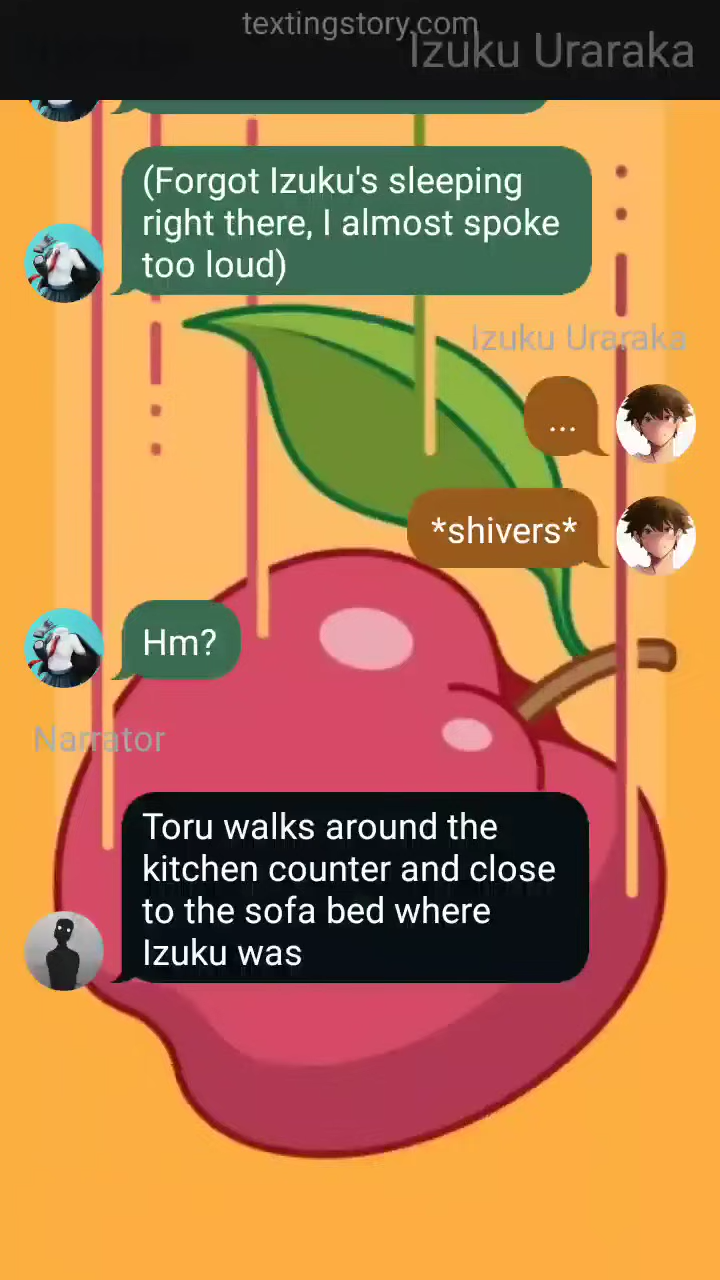 textingstory.com
Izuku Uraraka
(Forgot Izuku's sleeping
right there, I almost spoke
too loud)
Izuku Uraraka
...
*shivers*
Hm?
Narrator
Toru walks around the
kitchen counter and close
to the sofa bed where
Izuku was